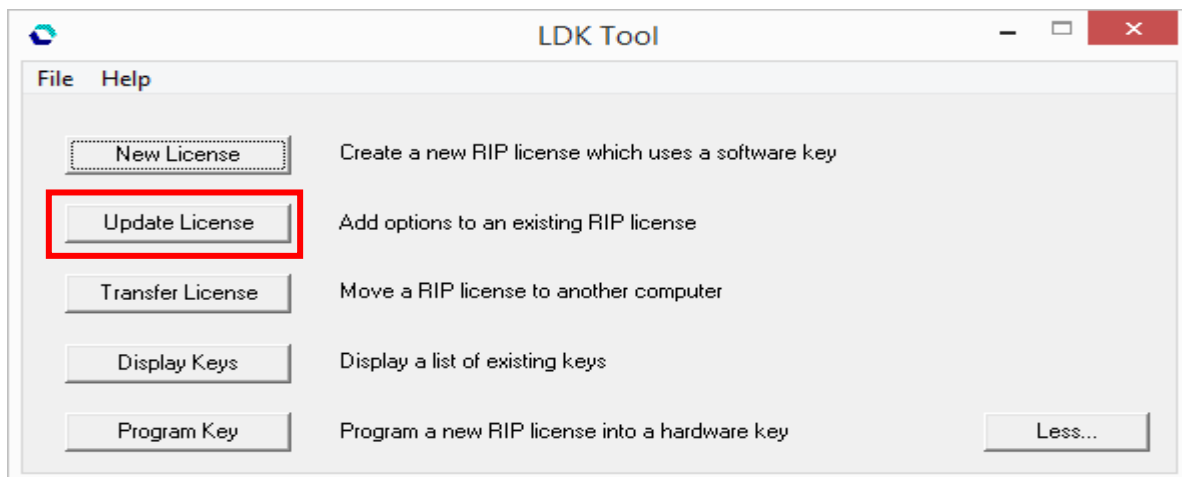 LDK Tool
File Help
New License Create a new RIP license which uses a software key
Update License Add options to an existing RIP license
Transfer License Move a RIP license to another computer
Display Keys Display a list of existing keys
Program Key Program a new RIP license into a hardware key Less...